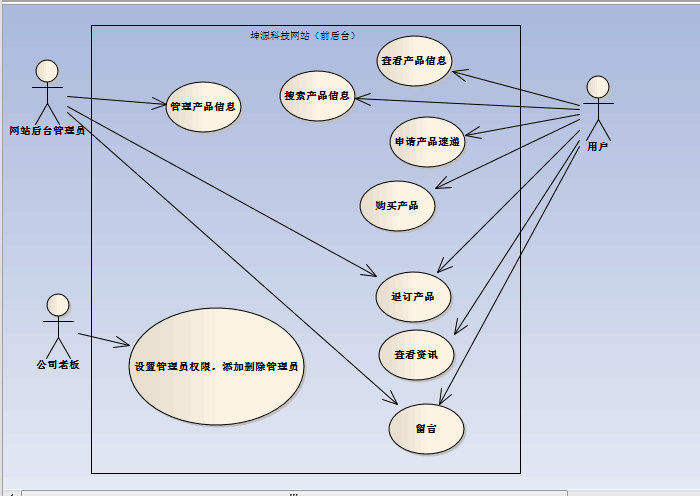 坤源科技网站（前后台）
查看产品信息
搜索产品信息
管理产品信息
网站后台管理员
申请产品速递
用户
购买产品
退订产品
查看资讯
公司老板
设置管理员权限，添加删除管理员
留言